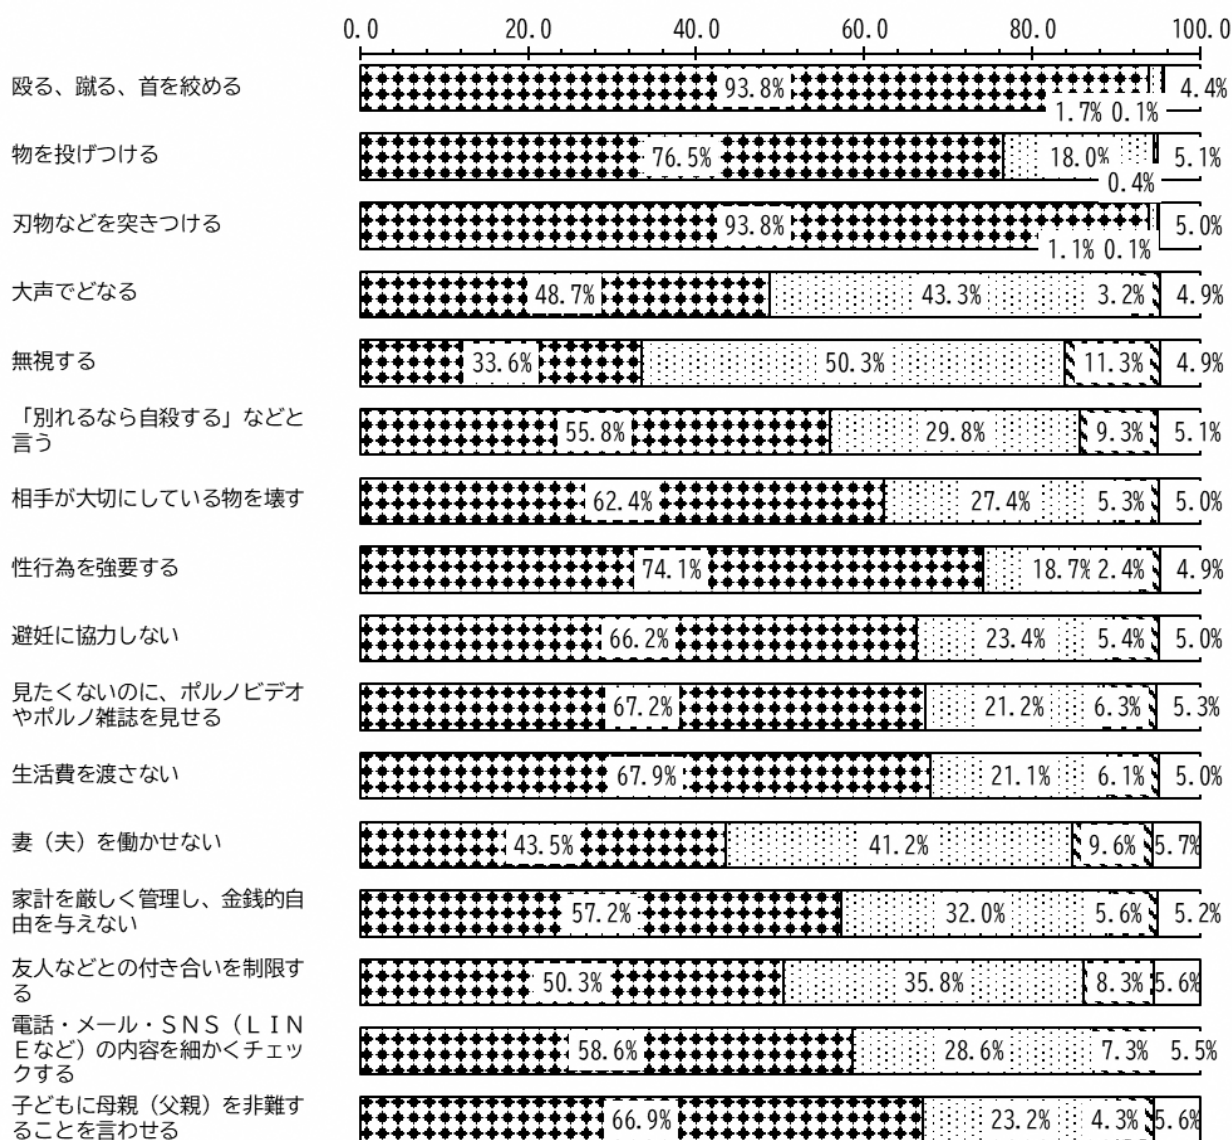 0.0 20.0 40.0 60.0 80.0 100.0
殴る、蹴る、首を絞める 93.8% 4.4%
1.7% 0.1%
物を投げつける 76.5% 18.0% 5.1%
0.4%
刃物などを突きつける 93.8% 5.0%
1.1% 0.1%
大声でどなる 48.7% 43.3% 3.2% 4.9%
無視する 33.6% 50.3% 11.3% 4.9%
「別れるなら自殺する」などと
言う
55.8% 29.8% 9.3% 5.1%
相手が大切にしている物を壊す 62.4% 27.4% 5.3% 5.0%
性行為を強要する 74.1% 18.7% 2.4% 4.9%
避妊に協力しない 66.2% 23.4% 5.4% 5.0%
見たくないのに、ポルノビデオ
やポルノ雑誌を見せる
67.2% 21.2% 6.3% 5.3%
生活費を渡さない 67.9% 21.1% 6.1% 5.0%
妻（夫）を働かせない 43.5% 41.2% 9.6% 5.7%
家計を厳しく管理し、金銭的自
由を与えない
57.2% 32.0% 5.6% 5.2%
友人などとの付き合いを制限す
る
50.3% 35.8% 8.3% 5.6%
電話・メール・ＳＮＳ（ＬＩＮ
Ｅなど）の内容を細かくチェッ
クする
58.6% 28.6% 7.3% 5.5%
子どもに母親（父親）を非難す
ることを言わせる
66.9% 23.2% 4.3% 5.6%